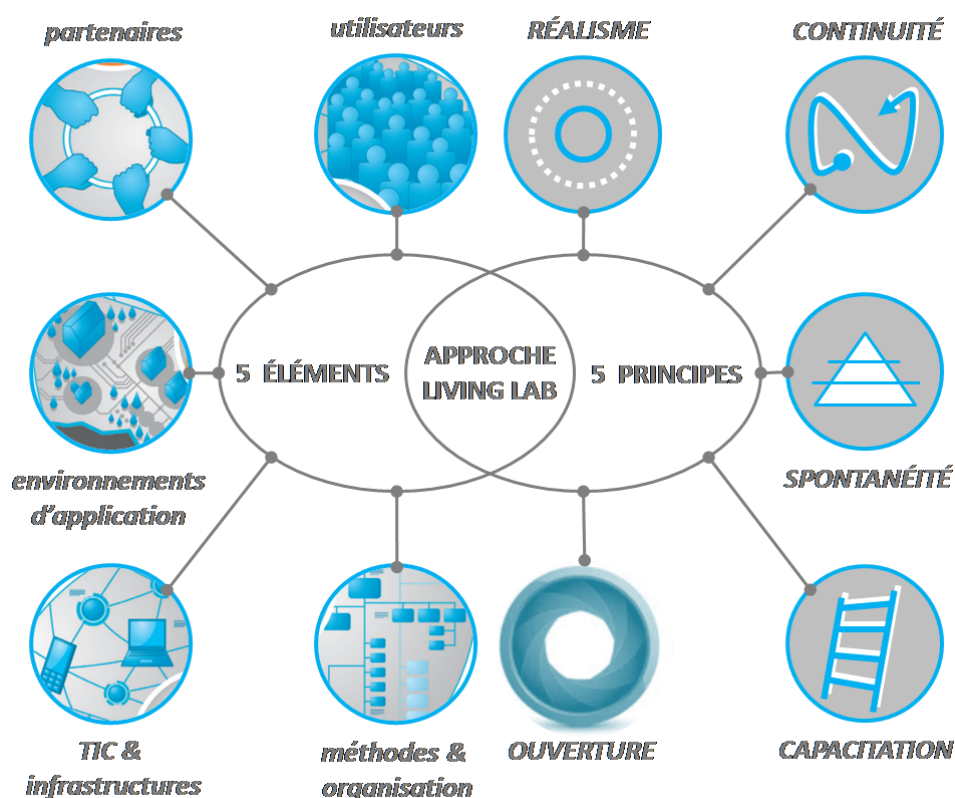 partenaires
utilisateurs
RÉALISME
CONTINUITÉ
5 ÉLÉMENTS
APPROCHE
LIVING LAB
5 PRINCIPES
environnements
d'application
SPONTANÉITÉ
TIC &
infrastructures
méthodes &
organisation
OUVERTURE
CAPACITATION